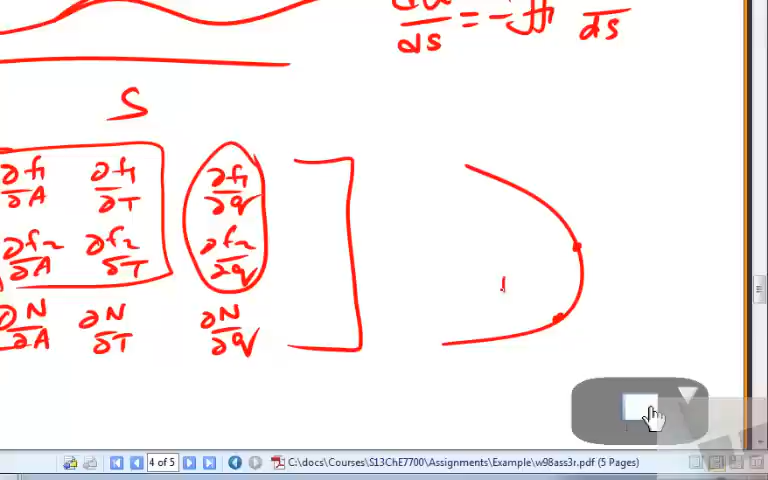 ds = - ds
S
∂f1/∂A ∂f1/∂T ∂f1/∂q
∂f2/∂A ∂f2/∂T ∂f2/∂q
∂N/∂A ∂N/∂T ∂N/∂q
4 of 5 C:\docs\Courses\S13ChE7700\Assignments\Example\w98ass3r.pdf (5 Pages)